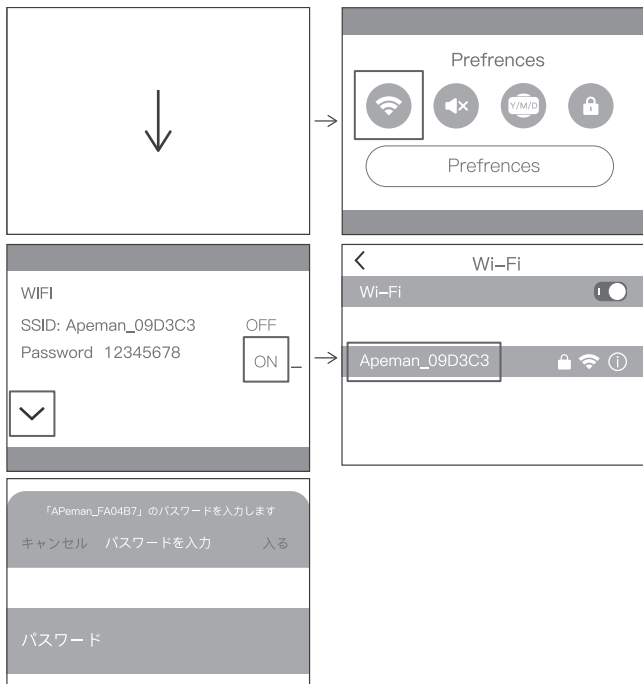 Prefrences
Y/M/D
Prefrences
WIFI
SSID: Apeman_09D3C3 OFF
Password 12345678 ON _
Wi-Fi
Wi-Fi
Apeman_09D3C3
「APeman_FA04B7」のパスワードを入力します
キャンセル パスワードを入力 入る
パスワード